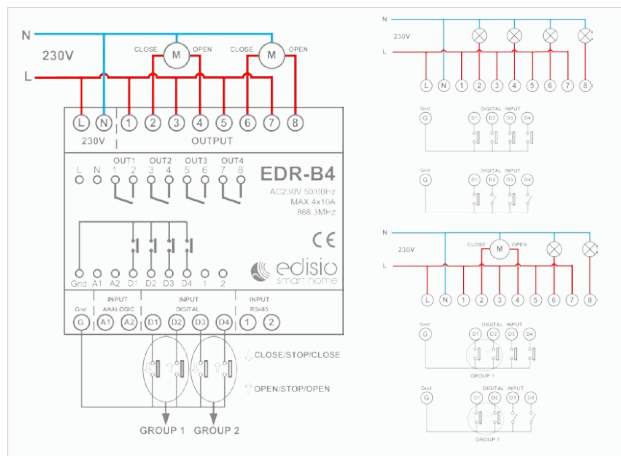 N
230V
CLOSE M OPEN CLOSE M OPEN
L
L N 1 2 3 4 5 6 7 8
230V OUTPUT
OUT1 OUT2 OUT3 OUT4
L N 1 2 3 4 5 6 7 8
EDR-B4
AC230V 50/60Hz
MAX 4x10A
868.3MHz
CE
edisio
smart home
Gnd A1 A2 D1 D2 D3 D4 1 2
Gnd INPUT ANALOGIC INPUT DIGITAL INPUT RS485
G A1 A2 D1 D2 D3 D4 1 2
CLOSE/STOP/CLOSE
OPEN/STOP/OPEN
GROUP 1 GROUP 2
N
230V
L
L N 1 2 3 4 5 6 7 8
Gnd DIGITAL INPUT
G D1 D2 D3 D4
Gnd DIGITAL INPUT
G D1 D2 D3 D4
N
230V
CLOSE M OPEN
L
L N 1 2 3 4 5 6 7 8
Gnd DIGITAL INPUT
G D1 D2 D3 D4
GROUP 1
Gnd DIGITAL INPUT
G D1 D2 D3 D4
GROUP 1